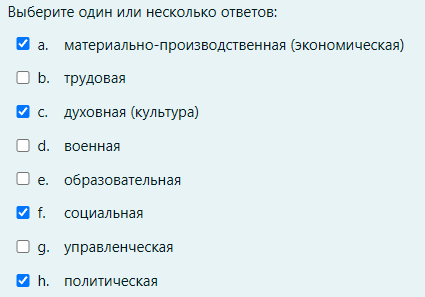 Выберите один или несколько ответов:
a. материально-производственная (экономическая)
b. трудовая
c. духовная (культура)
d. военная
e. образовательная
f. социальная
g. управленческая
h. политическая